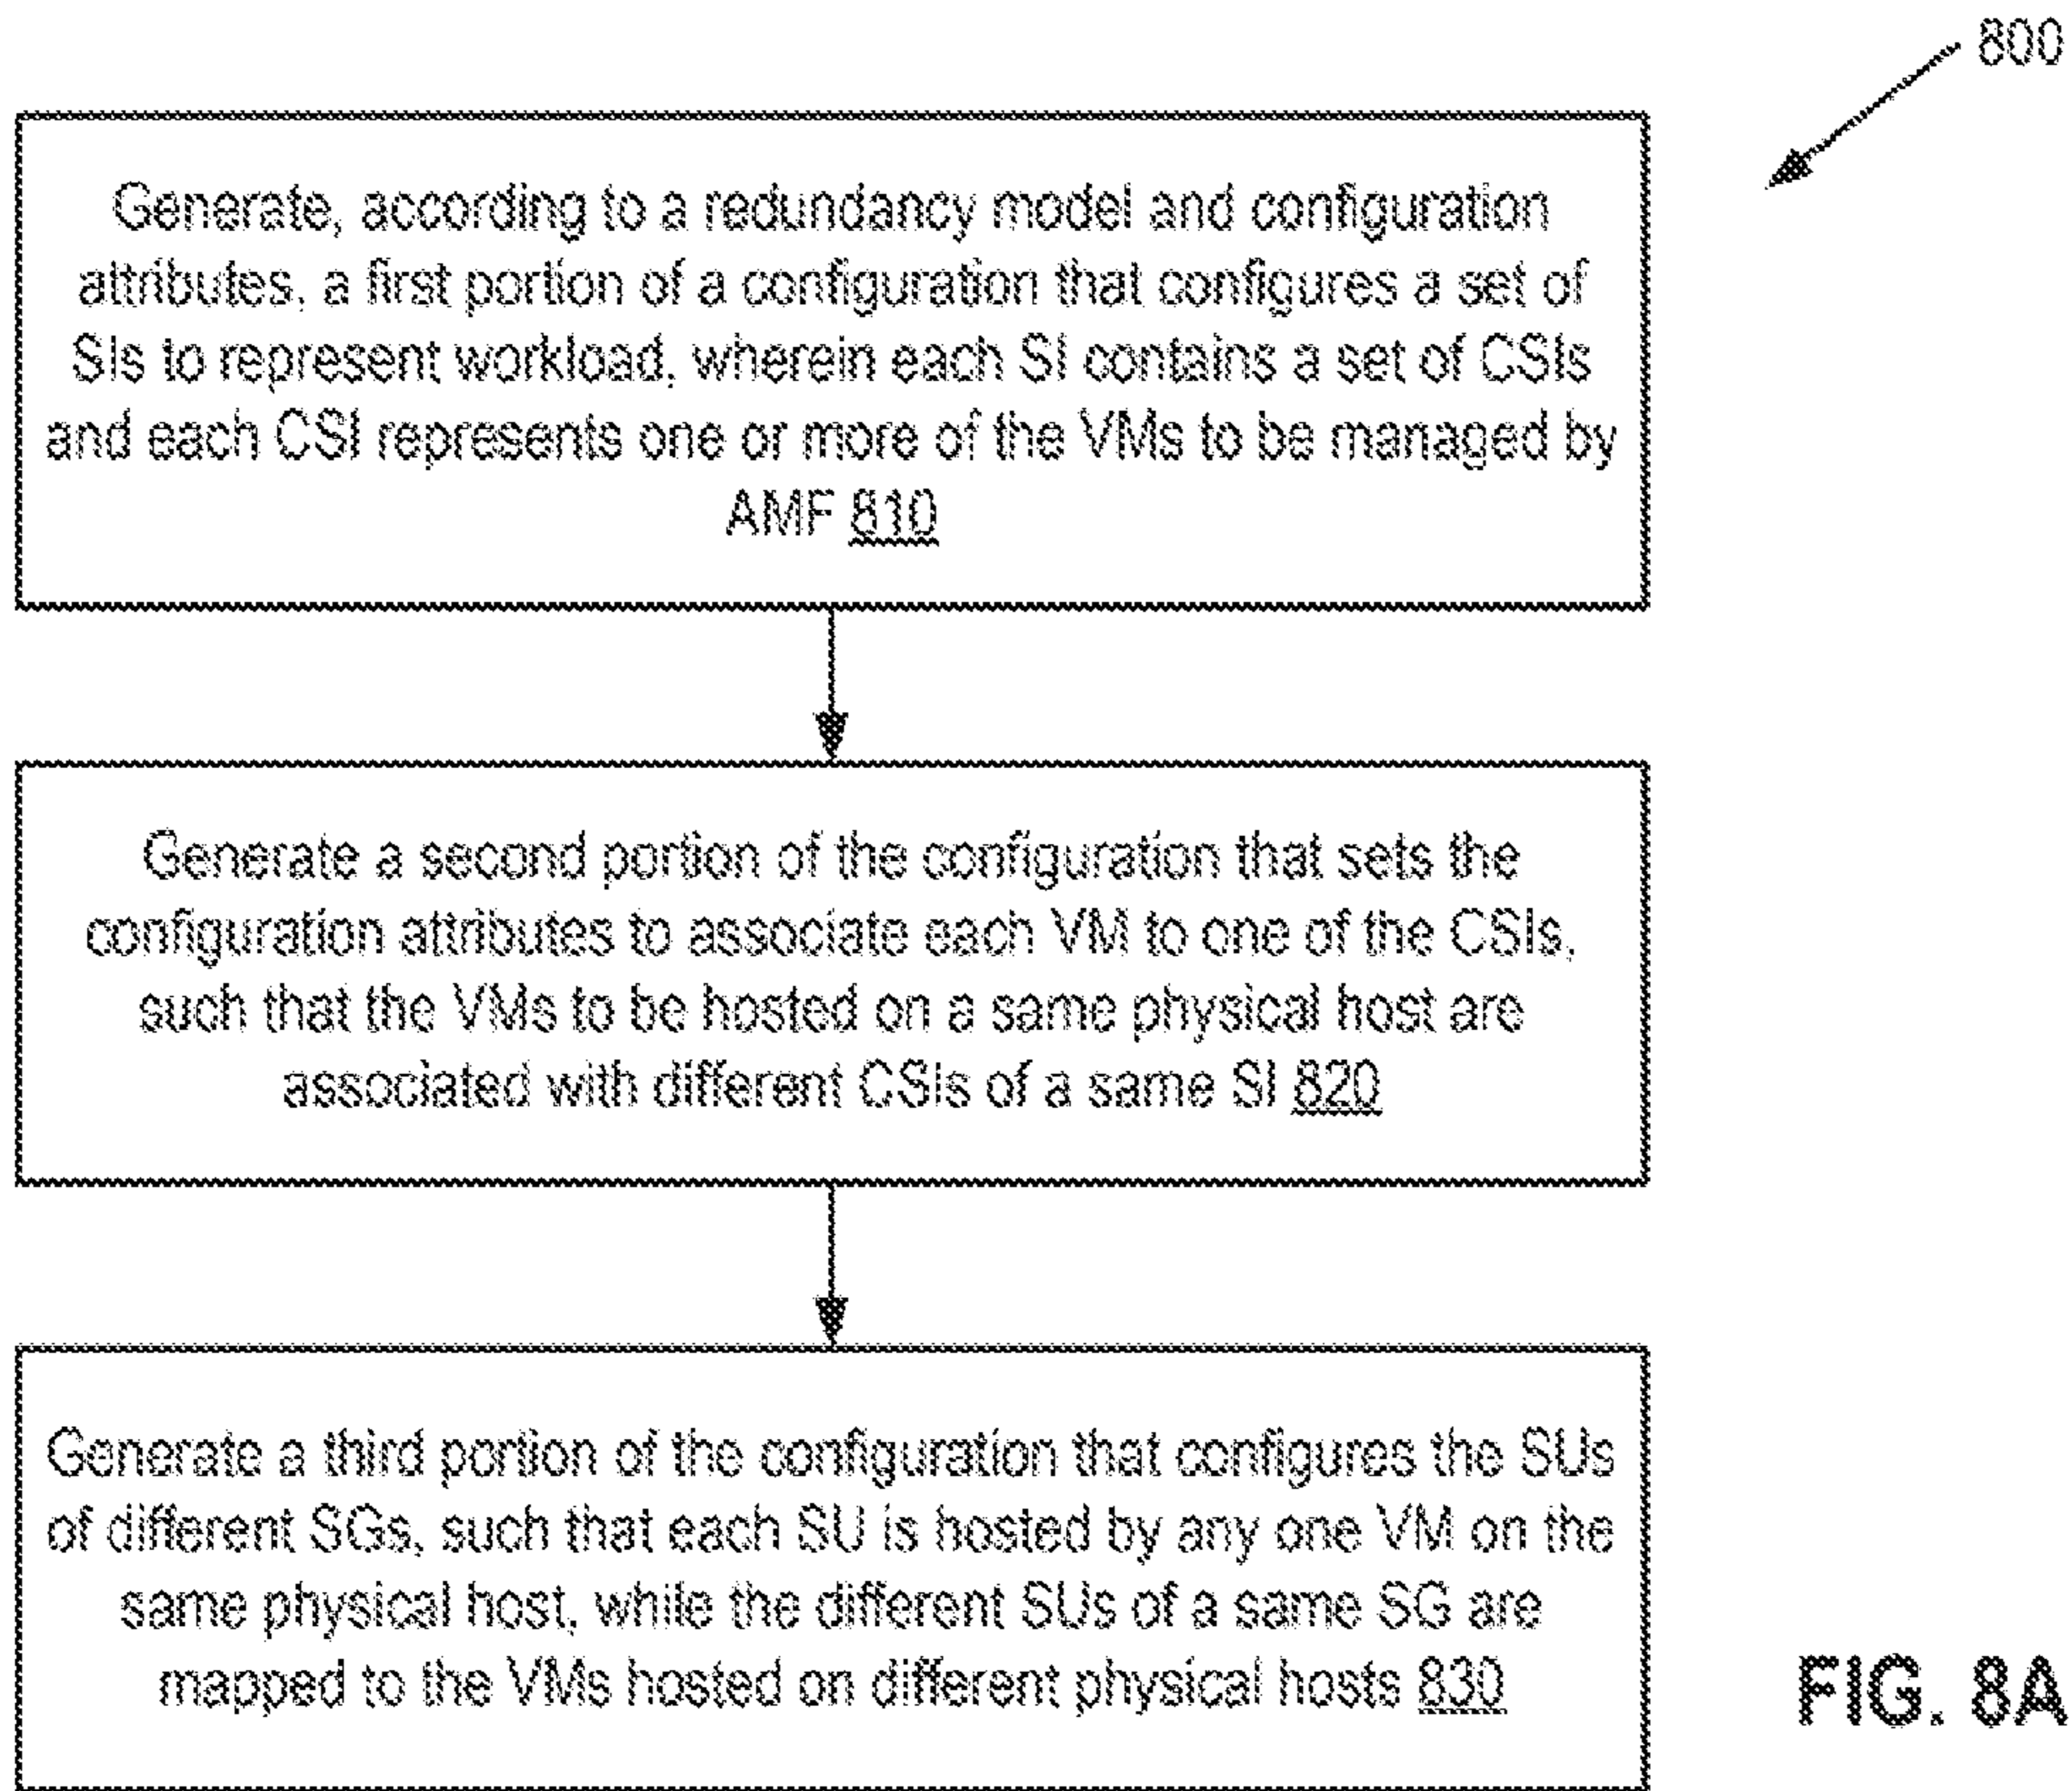 800
Generate, according to a redundancy model and configuration
attributes, a first portion of a configuration that configures a set of
SIs to represent workload, wherein each SI contains a set of CSIs
and each CSI represents one or more of the VMs to be managed by
AMF 810
Generate a second portion of the configuration that sets the
configuration attributes to associate each VM to one of the CSIs,
such that the VMs to be hosted on a same physical host are
associated with different CSIs of a same SI 820
Generate a third portion of the configuration that configures the SUs
of different SGs, such that each SU is hosted by any one VM on the
same physical host, while the different SUs of a same SG are
mapped to the VMs hosted on different physical hosts 830
FIG. 8A